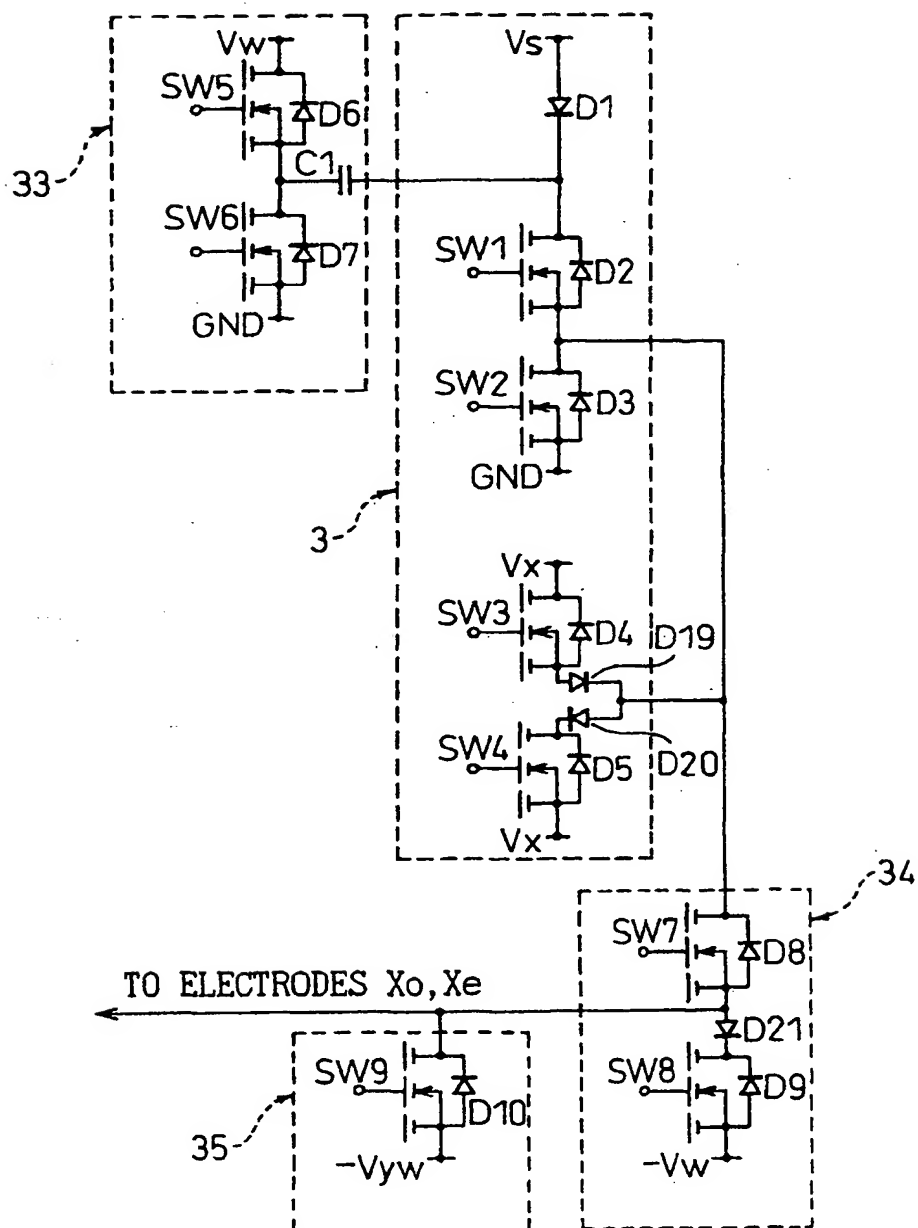 Vw
Vs
SW5
D6
D1
33
C1
SW6
D7
SW1
D2
GND
SW2
D3
GND
3
Vx
SW3
D4
D19
SW4
D5
D20
Vx
34
SW7
D8
TO ELECTRODES Xo, Xe
D21
SW9
D10
SW8
D9
35
-Vyw
-Vw